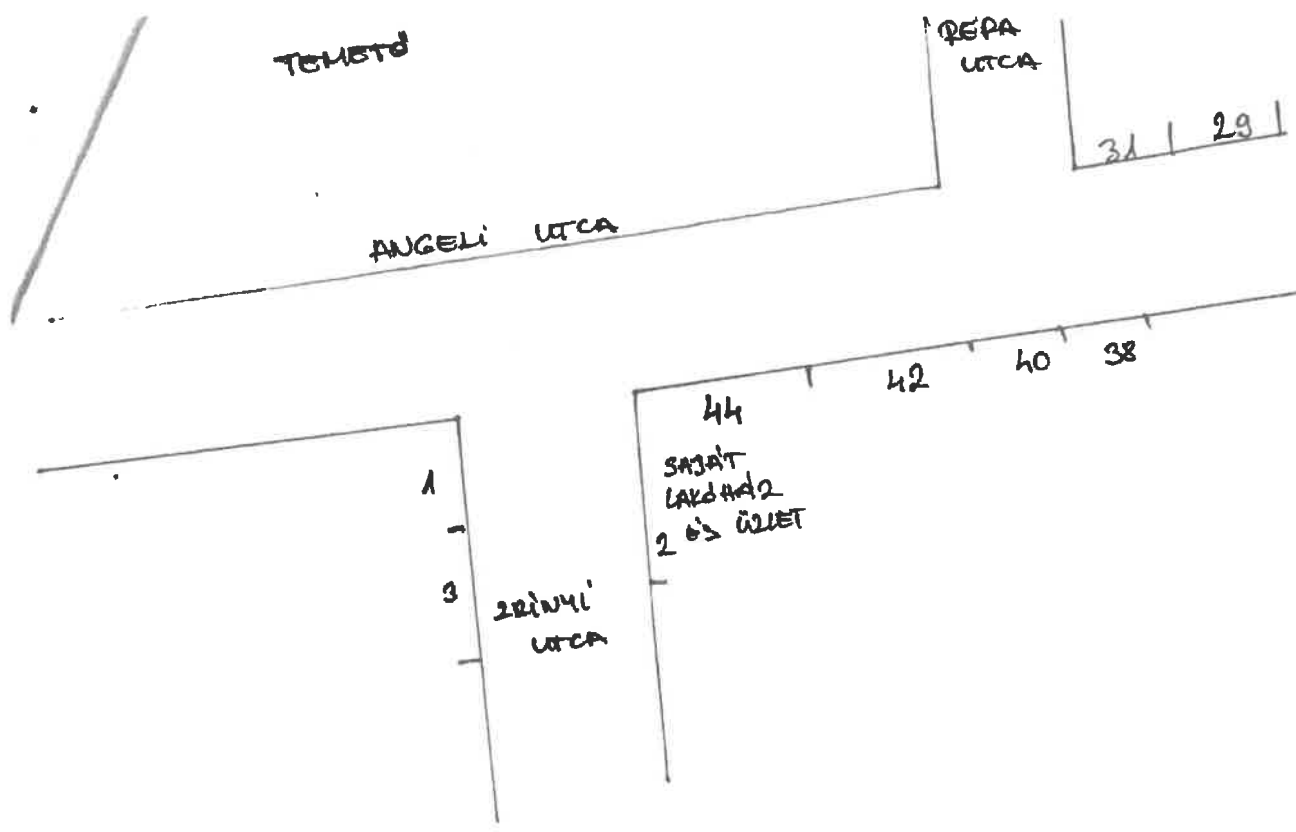 TEMETŐ
RÉPA
UTCA
31 29
ANGELI UTCA
44 42 40 38
SAJÁT
LAKÓHÁZ
2 ÉS ÜZLET
1
3
ZRÍNYI
UTCA